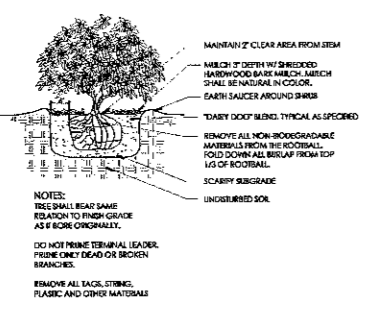 MAINTAIN 2" CLEAR AREA FROM STEM
MULCH 3" DEPTH W/ SHREDDED
HARDWOOD BARK MULCH. MULCH
SHALL BE NATURAL IN COLOR.
EARTH SAUCER AROUND SHRUB
"DAIRY DOO" BLEND, TYPICAL AS SPECIFIED
REMOVE ALL NON-BIODEGRADABLE
MATERIALS FROM THE ROOTBALL.
FOLD DOWN ALL BURLAP FROM TOP
1/3 OF ROOTBALL.
SCARIFY SUBGRADE
UNDISTURBED SOIL
NOTES:
TREE SHALL BEAR SAME
RELATION TO FINISH GRADE
AS IT BORE ORIGINALLY.
DO NOT PRUNE TERMINAL LEADER.
PRUNE ONLY DEAD OR BROKEN
BRANCHES.
REMOVE ALL TAGS, STRING,
PLASTIC AND OTHER MATERIALS